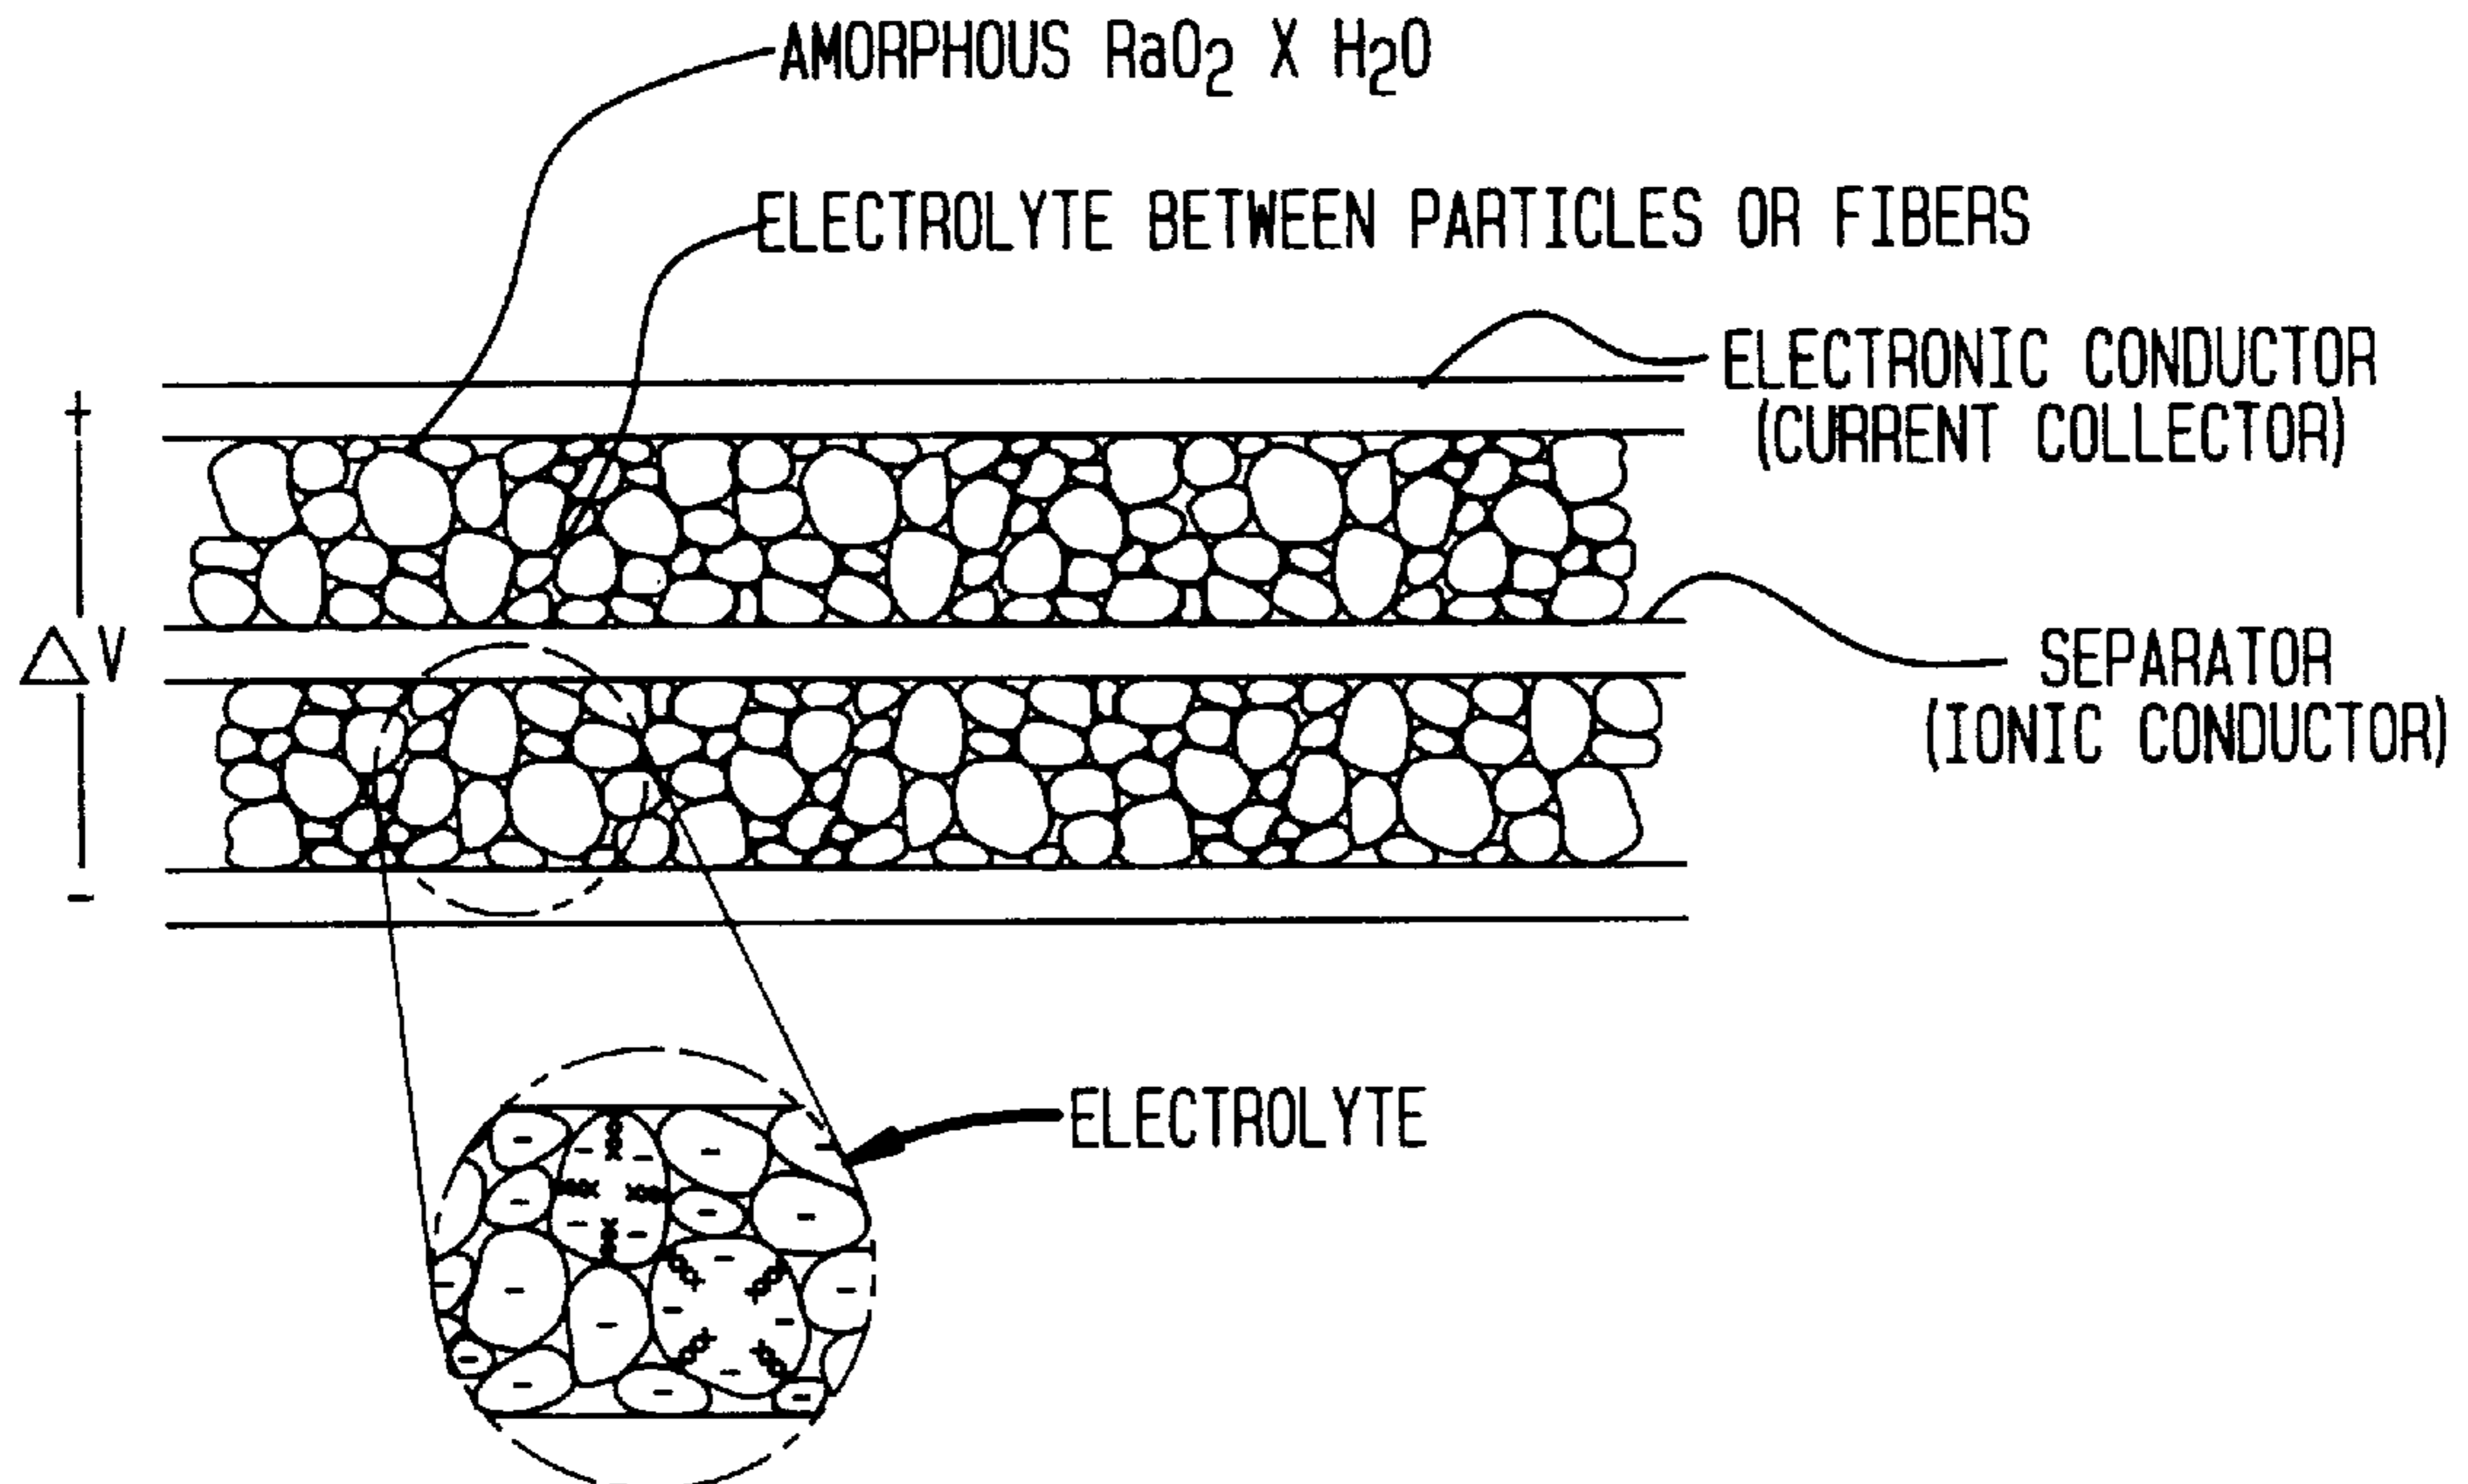 AMORPHOUS RaO2 X H2O
ELECTROLYTE BETWEEN PARTICLES OR FIBERS
ELECTRONIC CONDUCTOR
(CURRENT COLLECTOR)
+
ΔV
-
SEPARATOR
(IONIC CONDUCTOR)
ELECTROLYTE